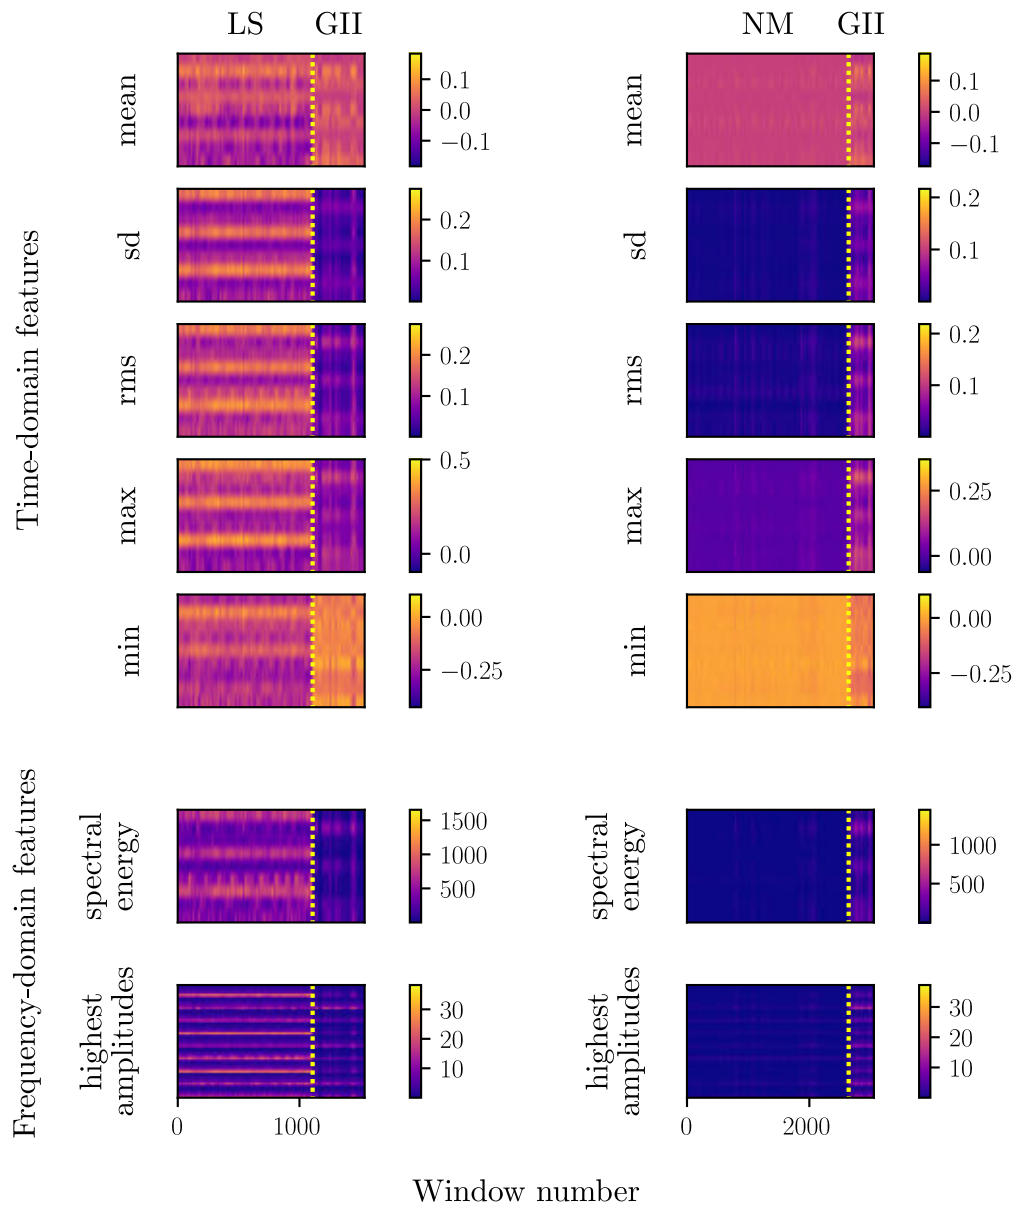 LS GII NM GII
Time-domain features
mean
0.1
0.0
−0.1
mean
0.1
0.0
−0.1
sd
0.2
0.1
sd
0.2
0.1
rms
0.2
0.1
rms
0.2
0.1
max
0.5
0.0
max
0.25
0.00
min
0.00
−0.25
min
0.00
−0.25
Frequency-domain features
spectral
energy
1500
1000
500
spectral
energy
1000
500
highest
amplitudes
30
20
10
highest
amplitudes
30
20
10
0 1000
0 2000
Window number